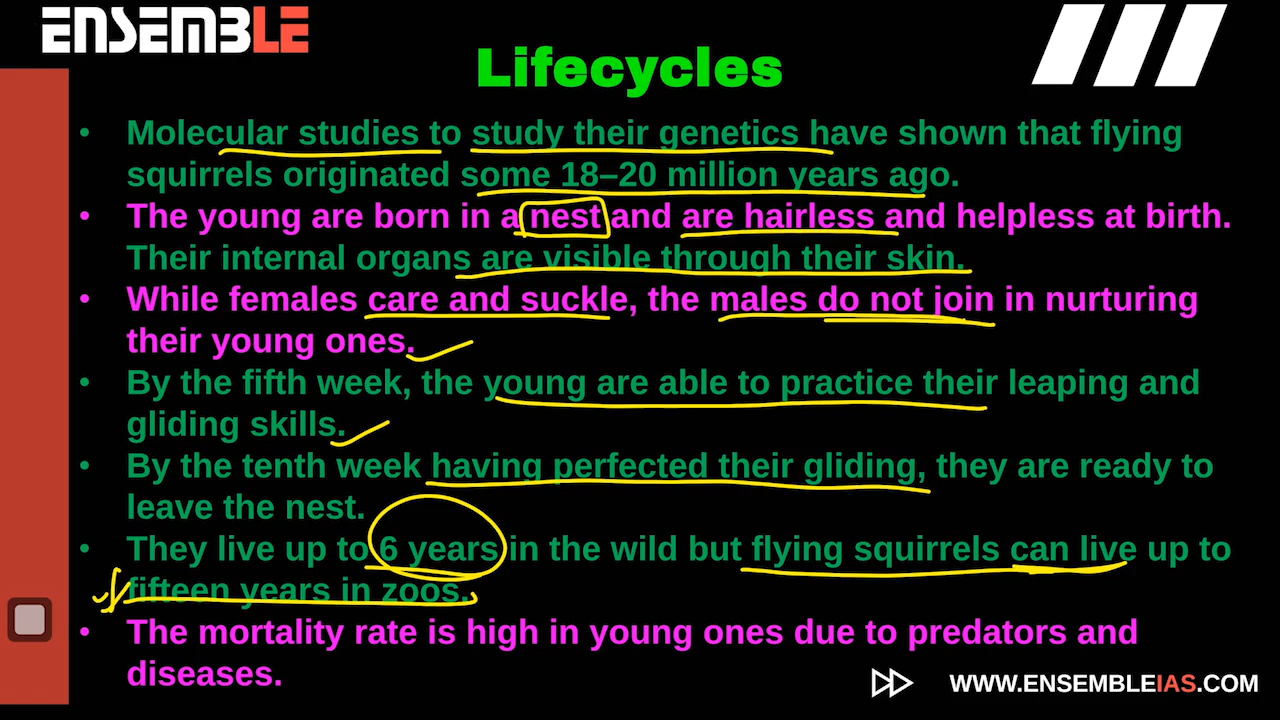 ENSEMBLE
Lifecycles
• Molecular studies to study their genetics have shown that flying
squirrels originated some 18–20 million years ago.
• The young are born in a nest and are hairless and helpless at birth.
Their internal organs are visible through their skin.
• While females care and suckle, the males do not join in nurturing
their young ones.
• By the fifth week, the young are able to practice their leaping and
gliding skills.
• By the tenth week having perfected their gliding, they are ready to
leave the nest.
• They live up to 6 years in the wild but flying squirrels can live up to
fifteen years in zoos.
• The mortality rate is high in young ones due to predators and
diseases.
WWW.ENSEMBLEIAS.COM